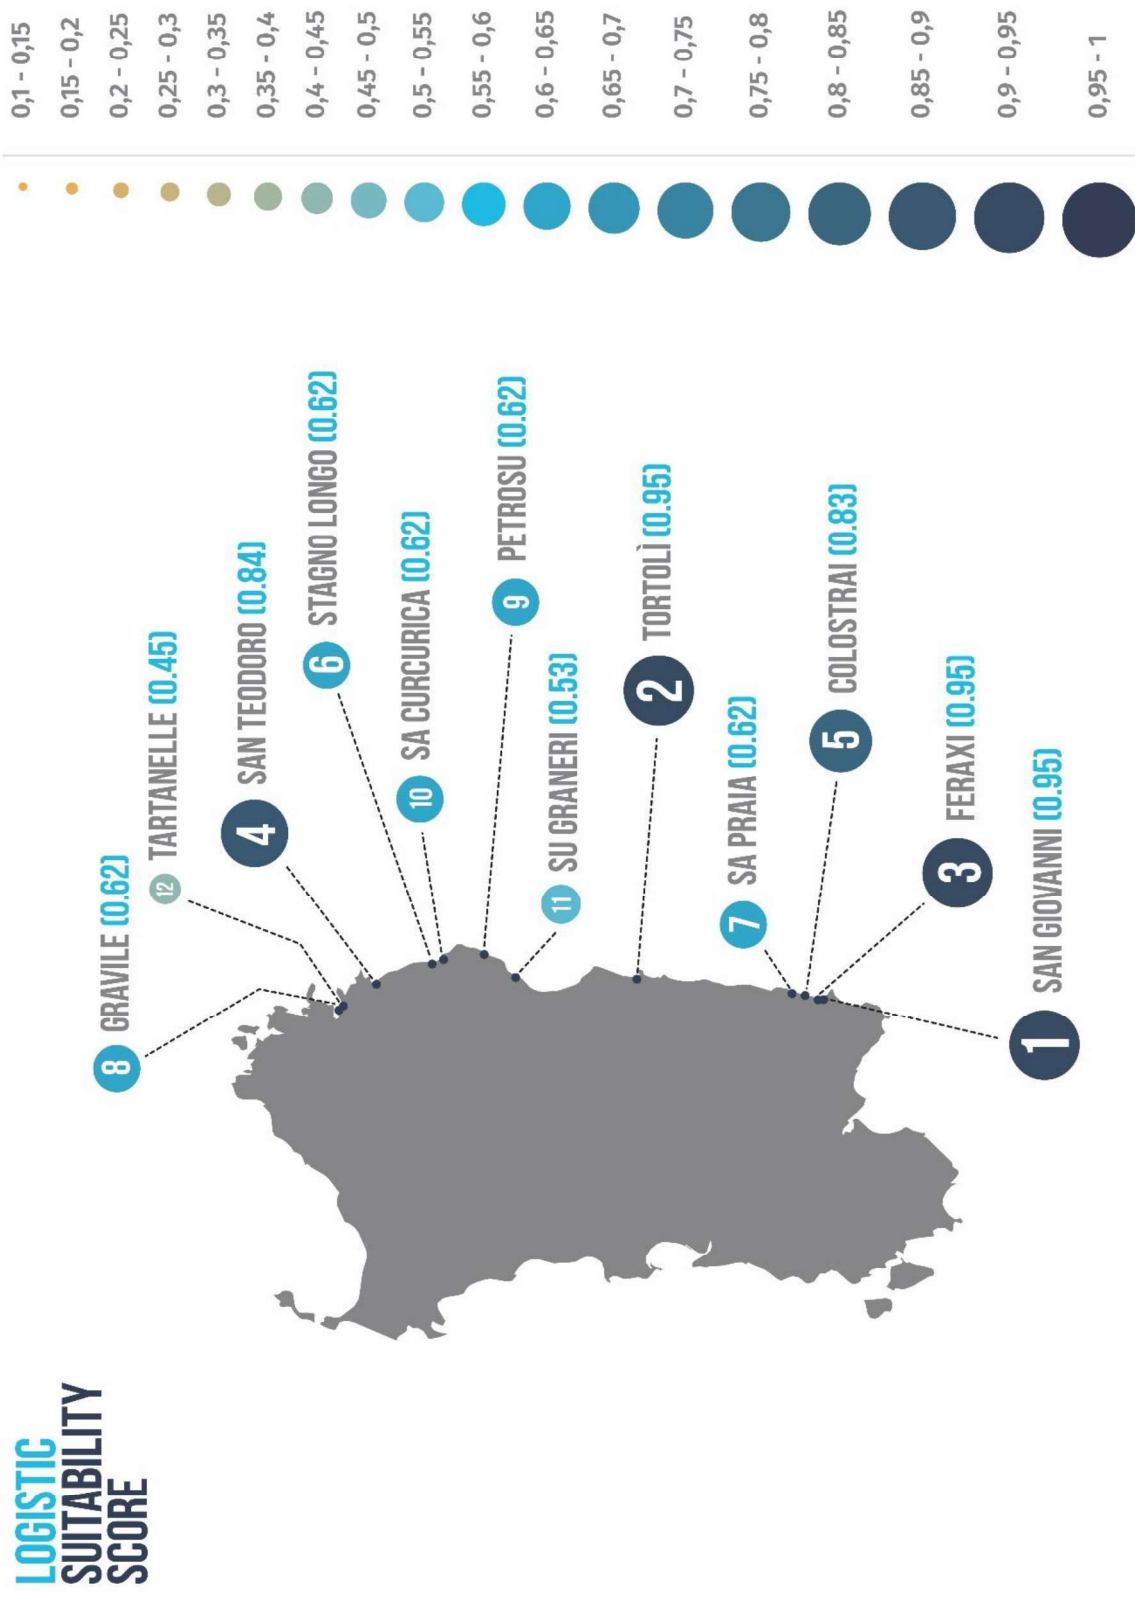 LOGISTIC
SUITABILITY
SCORE
8 GRAVILE (0.62)
12 TARTANELLE (0.45)
4 SAN TEODORO (0.84)
6 STAGNO LONGO (0.62)
10 SA CURCURICA (0.62)
9 PETROSU (0.62)
11 SU GRANERI (0.53)
2 TORTOLÌ (0.95)
7 SA PRAIA (0.62)
5 COLOSTRAI (0.83)
3 FERAXI (0.95)
1 SAN GIOVANNI (0.95)
0,1 - 0,15
0,15 - 0,2
0,2 - 0,25
0,25 - 0,3
0,3 - 0,35
0,35 - 0,4
0,4 - 0,45
0,45 - 0,5
0,5 - 0,55
0,55 - 0,6
0,6 - 0,65
0,65 - 0,7
0,7 - 0,75
0,75 - 0,8
0,8 - 0,85
0,85 - 0,9
0,9 - 0,95
0,95 - 1